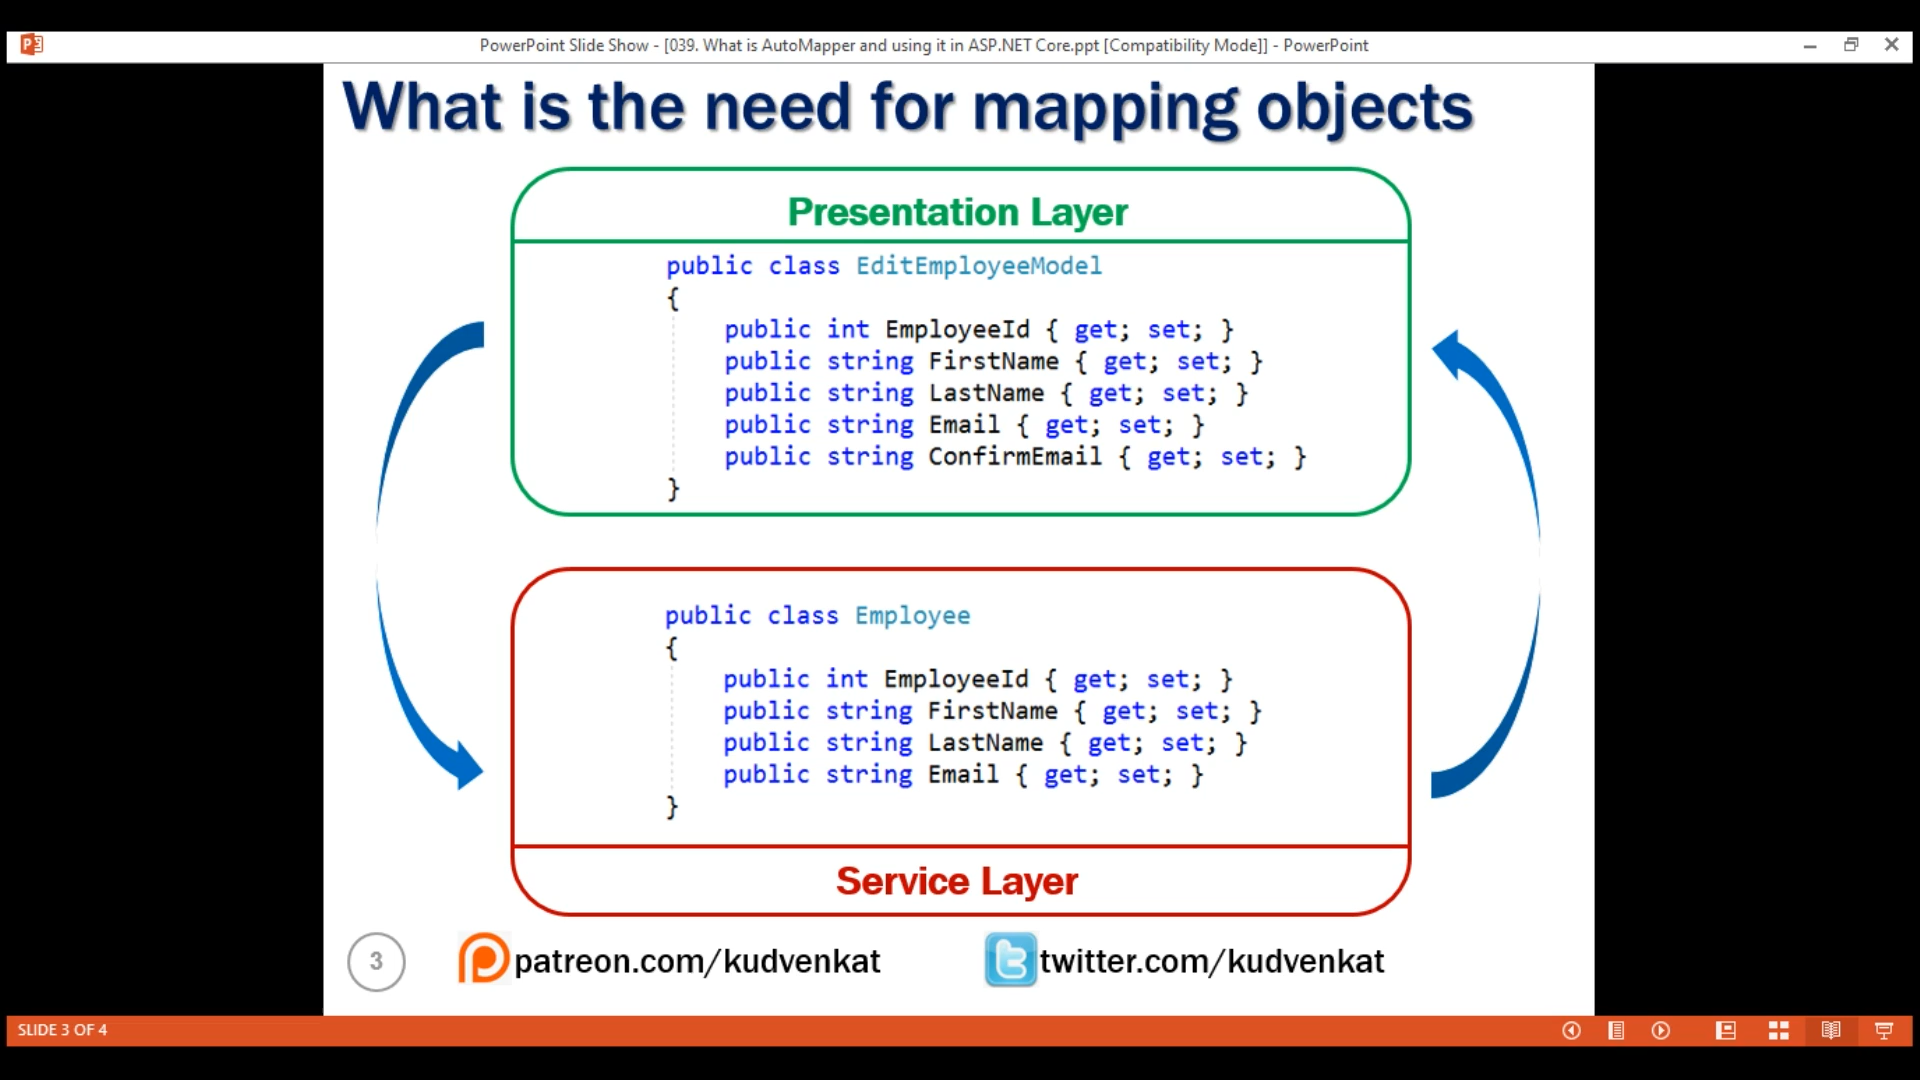 PowerPoint Slide Show - [039. What is AutoMapper and using it in ASP.NET Core.ppt [Compatibility Mode]] - PowerPoint
What is the need for mapping objects
Presentation Layer
public class EditEmployeeModel
{
public int EmployeeId { get; set; }
public string FirstName { get; set; }
public string LastName { get; set; }
public string Email { get; set; }
public string ConfirmEmail { get; set; }
}
public class Employee
{
public int EmployeeId { get; set; }
public string FirstName { get; set; }
public string LastName { get; set; }
public string Email { get; set; }
}
Service Layer
3
patreon.com/kudvenkat
twitter.com/kudvenkat
SLIDE 3 OF 4